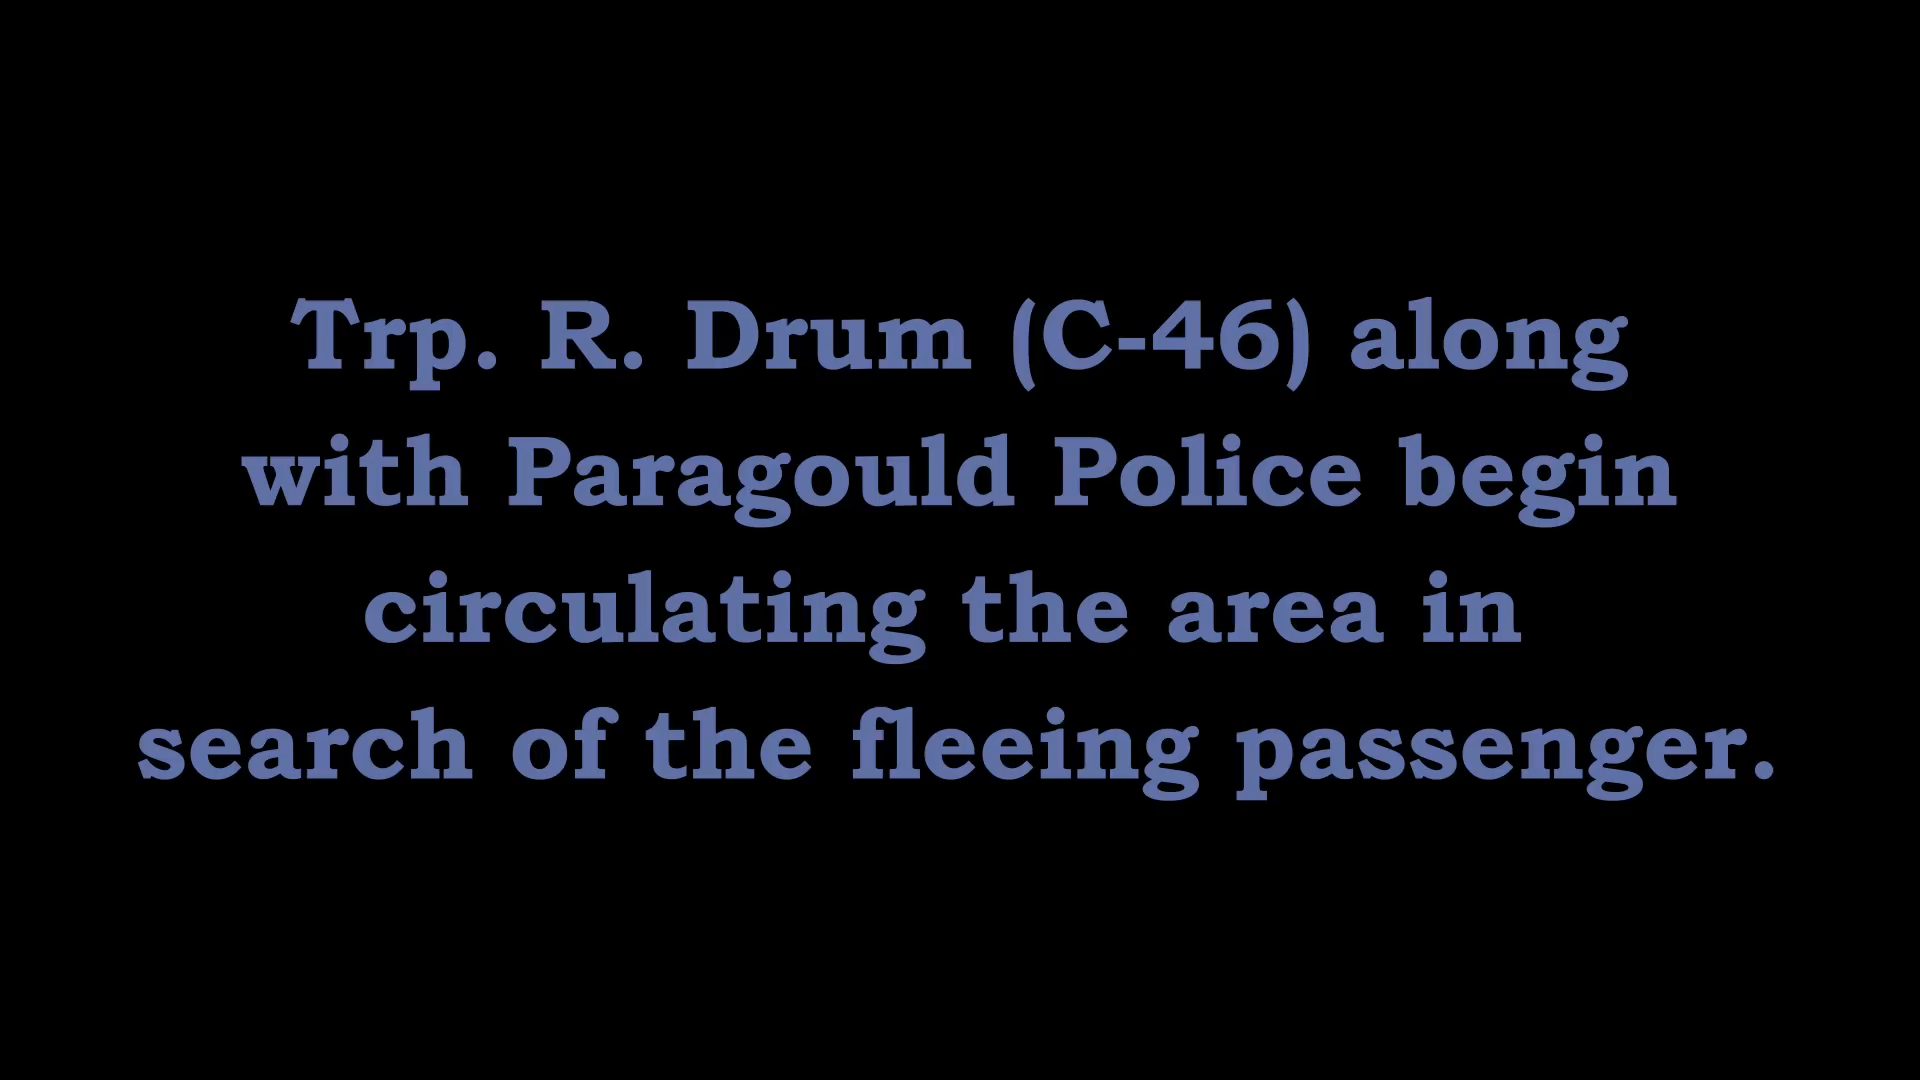 Trp. R. Drum (C-46) along
with Paragould Police begin
circulating the area in
search of the fleeing passenger.